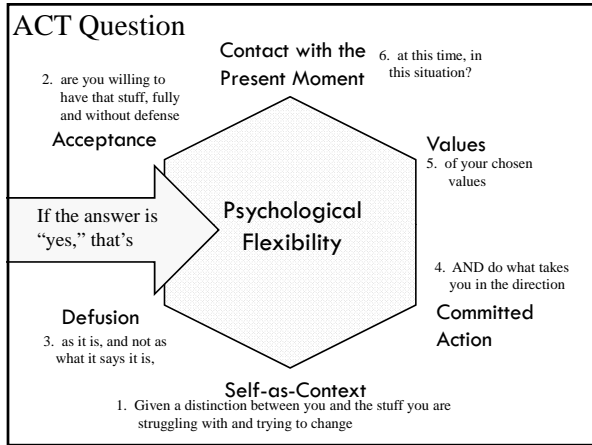 ACT Question
Contact with the
Present Moment
6. at this time, in
this situation?
2. are you willing to
have that stuff, fully
and without defense
Acceptance
Values
5. of your chosen
values
If the answer is
“yes,” that’s
Psychological
Flexibility
4. AND do what takes
you in the direction
Committed
Action
Defusion
3. as it is, and not as
what it says it is,
Self-as-Context
1. Given a distinction between you and the stuff you are
struggling with and trying to change